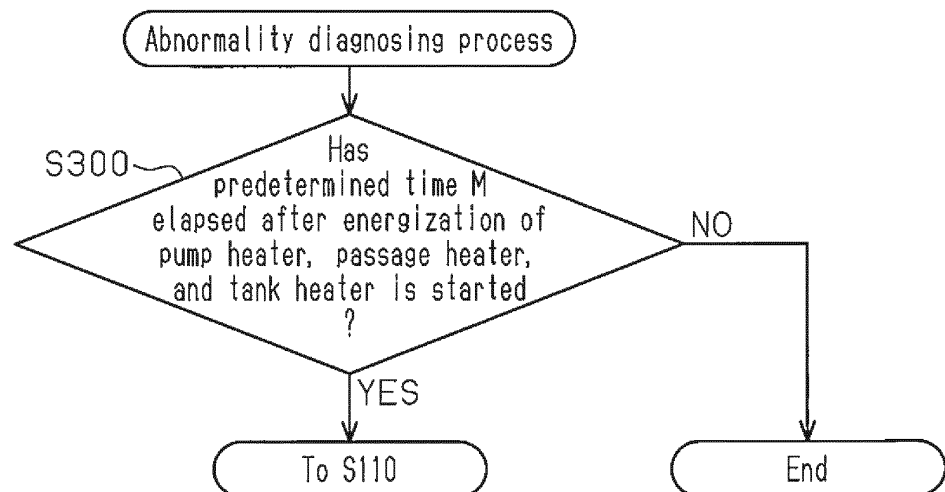 Abnormality diagnosing process
S300
Has
predetermined time M
elapsed after energization of
pump heater, passage heater,
and tank heater is started
?
NO
YES
To S110
End